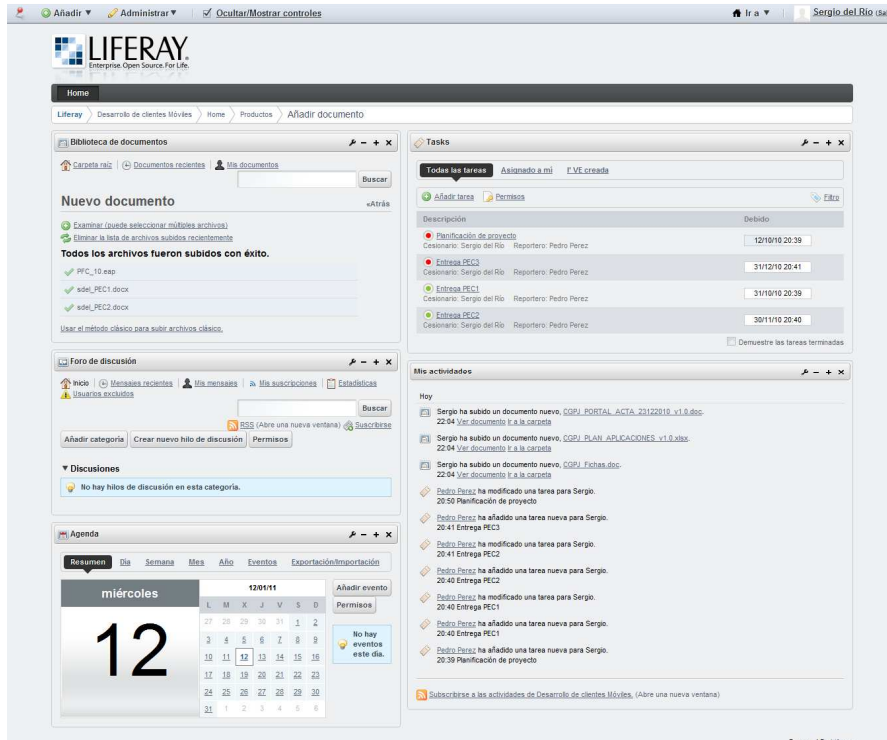 Añadir ▼ Administrar ▼ Ocultar/Mostrar controles
Ir a ▼ Sergio del Río
LIFERAY.
Enterprise. Open Source. For Life.
Home
Liferay Desarrollo de clientes Móviles Home Productos Añadir documento
Biblioteca de documentos
Carpeta raíz Documentos recientes Mis documentos
Buscar
Nuevo documento
«Atrás
Examinar (puede seleccionar múltiples archivos)
Eliminar la lista de archivos subidos recientemente
Todos los archivos fueron subidos con éxito.
PFC_10.eap
sdel_PEC1.docx
sdel_PEC2.docx
Usar el método clásico para subir archivos clásico.
Foro de discusión
Inicio Mensajes recientes Mis mensajes Mis suscripciones Estadísticas
Usuarios excluidos
Buscar
RSS (Abre una nueva ventana) Suscribirse
Añadir categoría Crear nuevo hilo de discusión Permisos
▼ Discusiones
No hay hilos de discusión en esta categoría.
Agenda
Resumen Día Semana Mes Año Eventos Exportación/Importación
miércoles
12
12/01/11
L M X J V S D
27 28 29 30 31 1 2
3 4 5 6 7 8 9
10 11 12 13 14 15 16
17 18 19 20 21 22 23
24 25 26 27 28 29 30
31 1 2 3 4 5 6
Añadir evento
Permisos
No hay
eventos
este día.
Tasks
Todas las tareas Asignado a mi I' VE creada
Añadir tarea Permisos
Filtro
Descripción Debido
Planificación de proyecto
Cesionario: Sergio del Río Reportero: Pedro Perez
12/10/10 20:39
Entrega PEC3
Cesionario: Sergio del Río Reportero: Pedro Perez
31/12/10 20:41
Entrega PEC1
Cesionario: Sergio del Río Reportero: Pedro Perez
31/10/10 20:39
Entrega PEC2
Cesionario: Sergio del Río Reportero: Pedro Perez
30/11/10 20:40
Demuestre las tareas terminadas
Mis actividades
Hoy
Sergio ha subido un documento nuevo, CGPJ_PORTAL_ACTA_23122010_v1.0.doc.
22:04 Ver documento Ir a la carpeta
Sergio ha subido un documento nuevo, CGPJ_PLAN_APLICACIONES_v1.0.xlsx.
22:04 Ver documento Ir a la carpeta
Sergio ha subido un documento nuevo, CGPJ_Fichas.doc.
22:04 Ver documento Ir a la carpeta
Pedro Perez ha modificado una tarea para Sergio.
20:50 Planificación de proyecto
Pedro Perez ha añadido una tarea nueva para Sergio.
20:41 Entrega PEC3
Pedro Perez ha modificado una tarea para Sergio.
20:41 Entrega PEC2
Pedro Perez ha añadido una tarea nueva para Sergio.
20:40 Entrega PEC2
Pedro Perez ha modificado una tarea para Sergio.
20:40 Entrega PEC1
Pedro Perez ha añadido una tarea nueva para Sergio.
20:40 Entrega PEC1
Pedro Perez ha añadido una tarea nueva para Sergio.
20:39 Planificación de proyecto
Subscribirse a las actividades de Desarrollo de clientes Móviles. (Abre una nueva ventana)